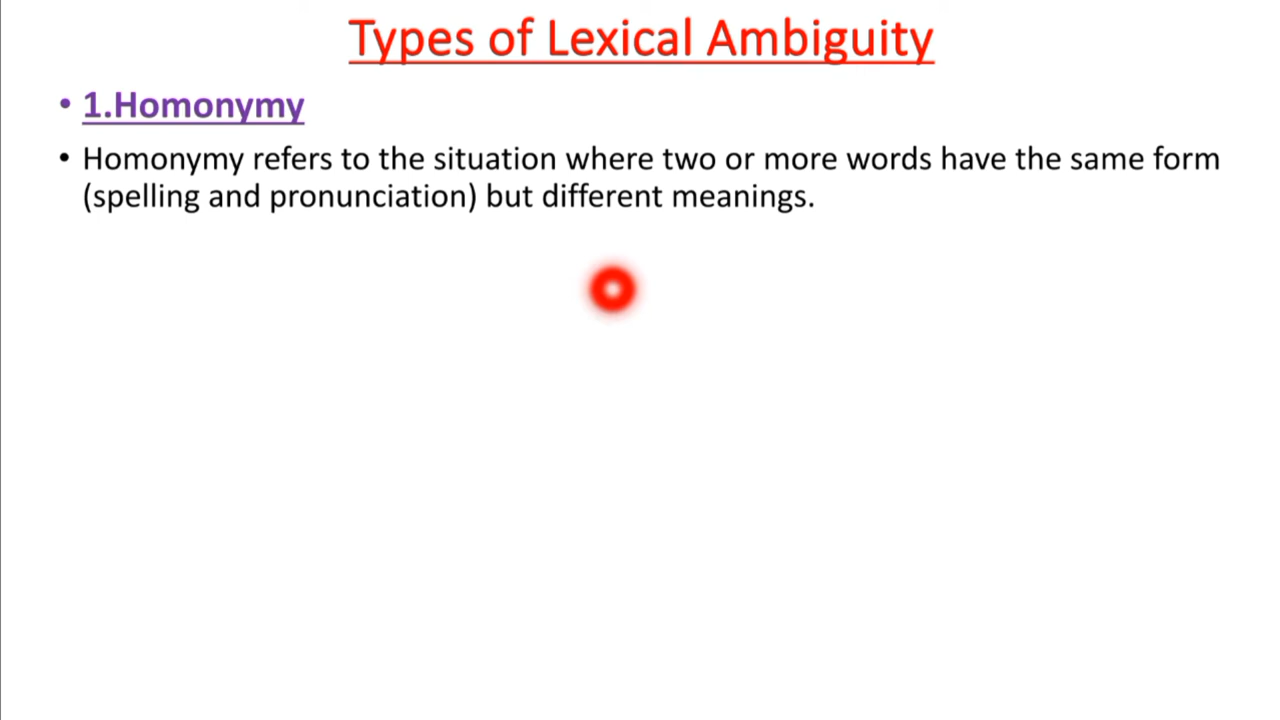 Types of Lexical Ambiguity
• 1.Homonymy
• Homonymy refers to the situation where two or more words have the same form
(spelling and pronunciation) but different meanings.